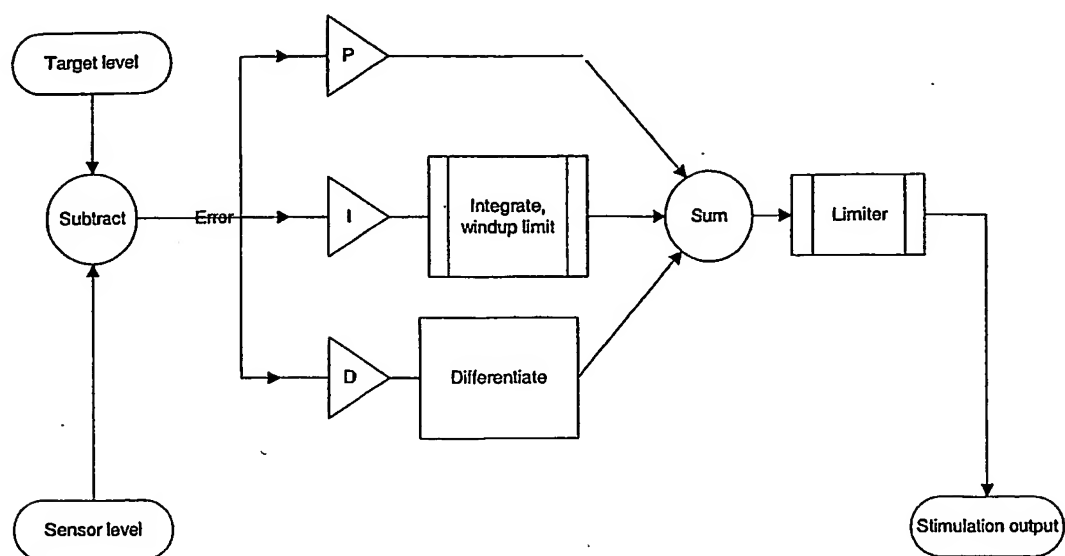 Target level
P
Subtract
Error
I
Integrate,
windup limit
Sum
Limiter
D
Differentiate
Sensor level
Stimulation output